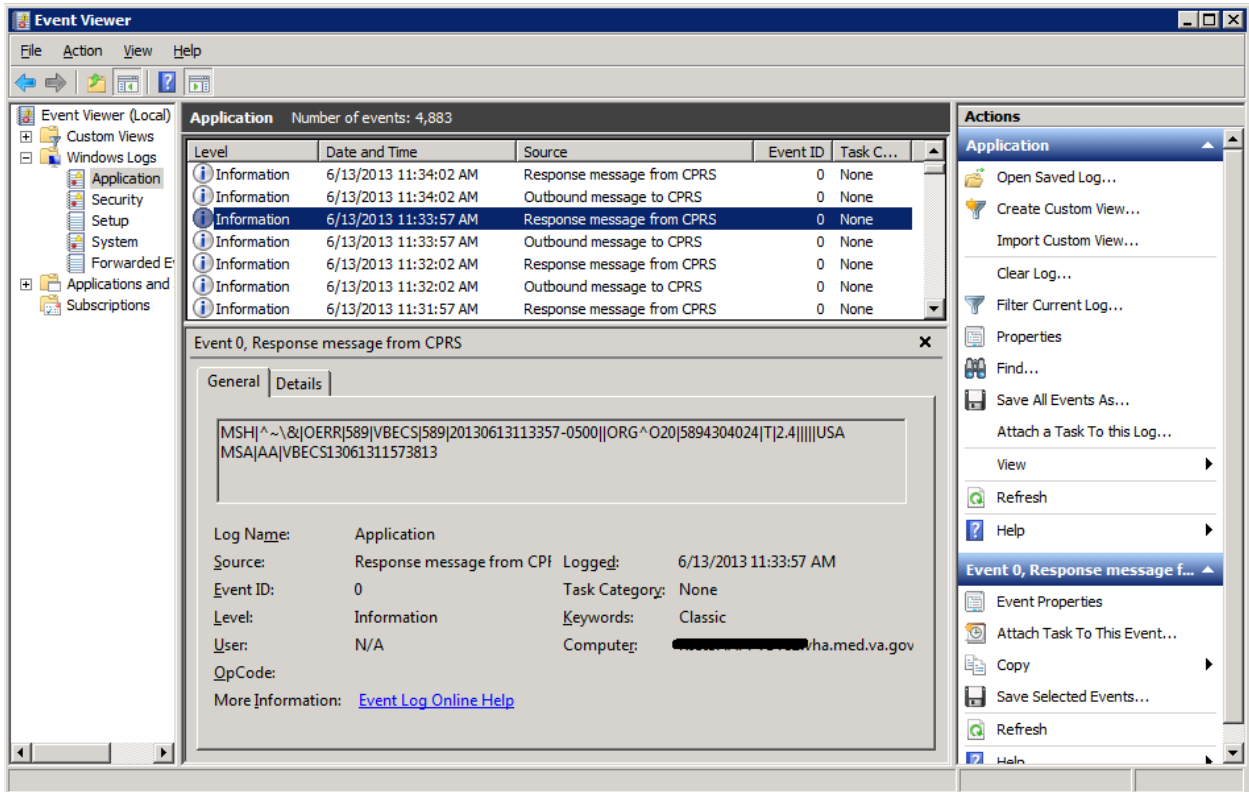 Event Viewer
File Action View Help
Event Viewer (Local)
Custom Views
Windows Logs
Application
Security
Setup
System
Forwarded E
Applications and
Subscriptions
Application Number of events: 4,883
Level Date and Time Source Event ID Task C...
Information 6/13/2013 11:34:02 AM Response message from CPRS 0 None
Information 6/13/2013 11:34:02 AM Outbound message to CPRS 0 None
Information 6/13/2013 11:33:57 AM Response message from CPRS 0 None
Information 6/13/2013 11:33:57 AM Outbound message to CPRS 0 None
Information 6/13/2013 11:32:02 AM Response message from CPRS 0 None
Information 6/13/2013 11:32:02 AM Outbound message to CPRS 0 None
Information 6/13/2013 11:31:57 AM Response message from CPRS 0 None
Event 0, Response message from CPRS
General Details
MSH|^~\&|OERR|589|VBECS|589|20130613113357-0500||ORG^O20|5894304024|T|2.4|||||USA
MSA|AA|VBECS13061311573813
Log Name: Application
Source: Response message from CPF Logged: 6/13/2013 11:33:57 AM
Event ID: 0 Task Category: None
Level: Information Keywords: Classic
User: N/A Computer: vha.med.va.gov
OpCode:
More Information: Event Log Online Help
Actions
Application
Open Saved Log...
Create Custom View...
Import Custom View...
Clear Log...
Filter Current Log...
Properties
Find...
Save All Events As...
Attach a Task To this Log...
View
Refresh
Help
Event 0, Response message f...
Event Properties
Attach Task To This Event...
Copy
Save Selected Events...
Refresh
Help